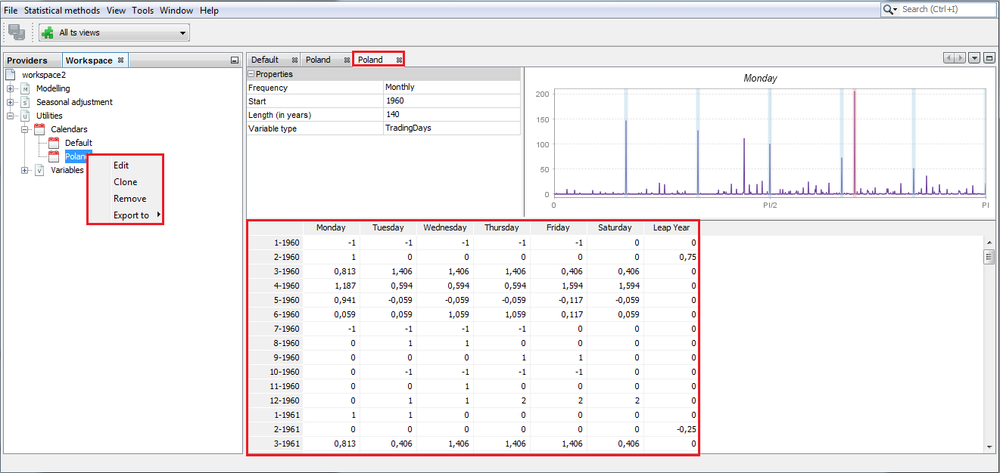 File Statistical methods View Tools Window Help
Search (Ctrl+I)
All ts views
Providers Workspace
workspace2
M Modelling
S Seasonal adjustment
U Utilities
Calendars
Default
Poland
V Variables
Edit
Clone
Remove
Export to
Default Poland Poland
Properties
Frequency Monthly
Start 1960
Length (in years) 140
Variable type TradingDays
Monday
200
150
100
50
0
0 PI/2 PI
Monday Tuesday Wednesday Thursday Friday Saturday Leap Year
1-1960 -1 -1 -1 -1 -1 0 0
2-1960 1 0 0 0 0 0 0,75
3-1960 0,813 1,406 1,406 1,406 0,406 0,406 0
4-1960 1,187 0,594 0,594 0,594 1,594 1,594 0
5-1960 0,941 -0,059 -0,059 -0,059 -0,117 -0,059 0
6-1960 0,059 0,059 1,059 1,059 0,117 0,059 0
7-1960 -1 -1 -1 -1 0 0 0
8-1960 0 1 1 0 0 0 0
9-1960 0 0 0 1 1 0 0
10-1960 0 -1 -1 -1 -1 0 0
11-1960 0 0 1 0 0 0 0
12-1960 0 1 1 2 2 2 0
1-1961 1 1 0 0 0 0 0
2-1961 0 0 0 0 0 0 -0,25
3-1961 0,813 0,406 1,406 1,406 1,406 0,406 0